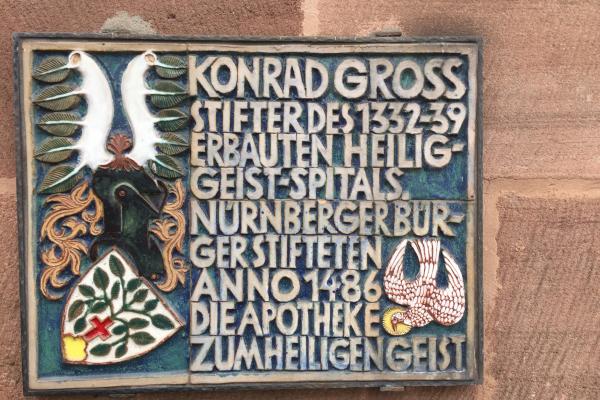 KONRAD GROSS
STIFTER DES 1332-39
ERBAUTEN HEILIG-
GEIST-SPITALS,
NÜRNBERGER BÜR-
GER STIFTETEN
ANNO 1486
DIE APOTHEKE
ZUM HEILIGEN GEIST